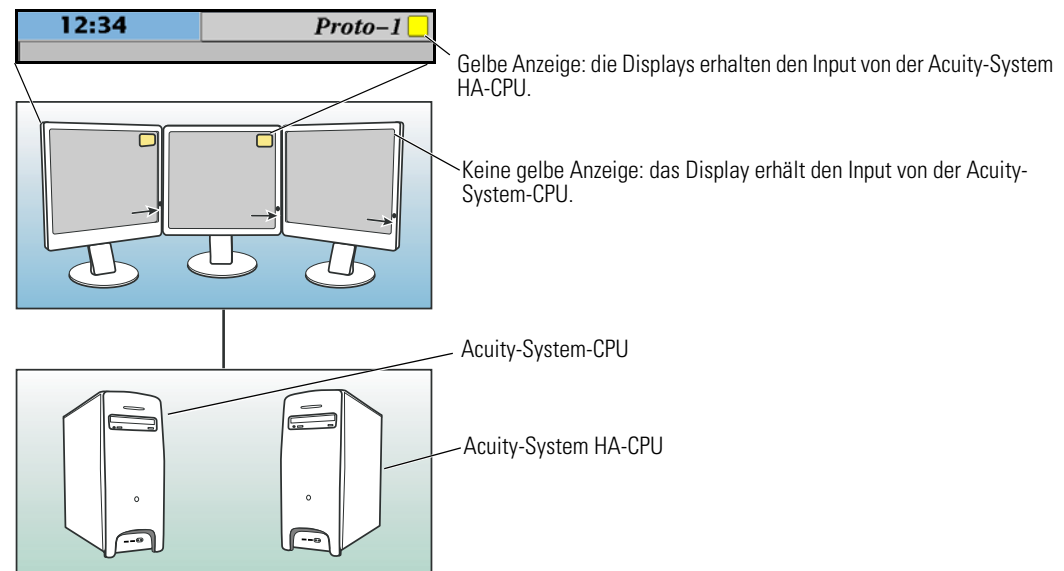 12:34 Proto-1
Gelbe Anzeige: die Displays erhalten den Input von der Acuity-System
HA-CPU.
Keine gelbe Anzeige: das Display erhält den Input von der Acuity-
System-CPU.
Acuity-System-CPU
Acuity-System HA-CPU